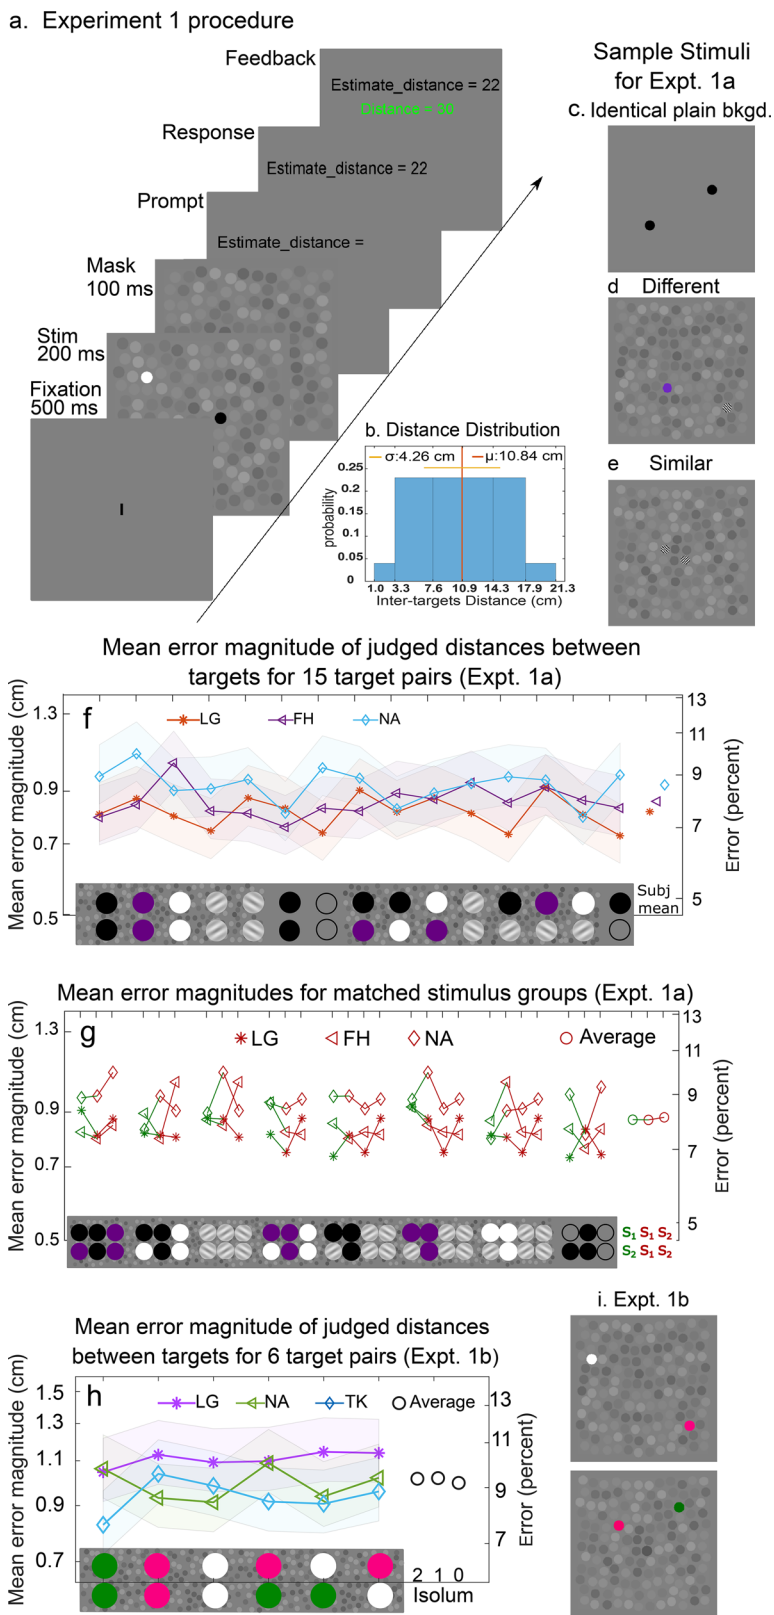 a. Experiment 1 procedure
Feedback
Estimate_distance = 22
Distance = 30
Response
Estimate_distance = 22
Prompt
Estimate_distance =
Mask
100 ms
Stim
200 ms
Fixation
500 ms
Sample Stimuli
for Expt. 1a
c. Identical plain bkgd.
d Different
e Similar
b. Distance Distribution
σ:4.26 cm
μ:10.84 cm
probability
0.25
0.2
0.15
0.1
0.05
0
1.0 3.3 7.6 10.9 14.3 17.9 21.3
Inter-targets Distance (cm)
Mean error magnitude of judged distances between
targets for 15 target pairs (Expt. 1a)
f
LG FH NA
Mean error magnitude (cm)
1.3
0.9
0.7
0.5
13
11
9
7
5
Error (percent)
Subj
mean
Mean error magnitudes for matched stimulus groups (Expt. 1a)
g
LG FH NA Average
Mean error magnitude (cm)
1.3
0.9
0.7
0.5
13
10
9
7
5
Error (percent)
S1 S1 S2
S2 S1 S2
Mean error magnitude of judged distances
between targets for 6 target pairs (Expt. 1b)
h
LG NA TK Average
Mean error magnitude (cm)
1.5
1.3
1.1
0.9
0.7
13
11
9
7
Error (percent)
2 1 0
Isolum
i. Expt. 1b